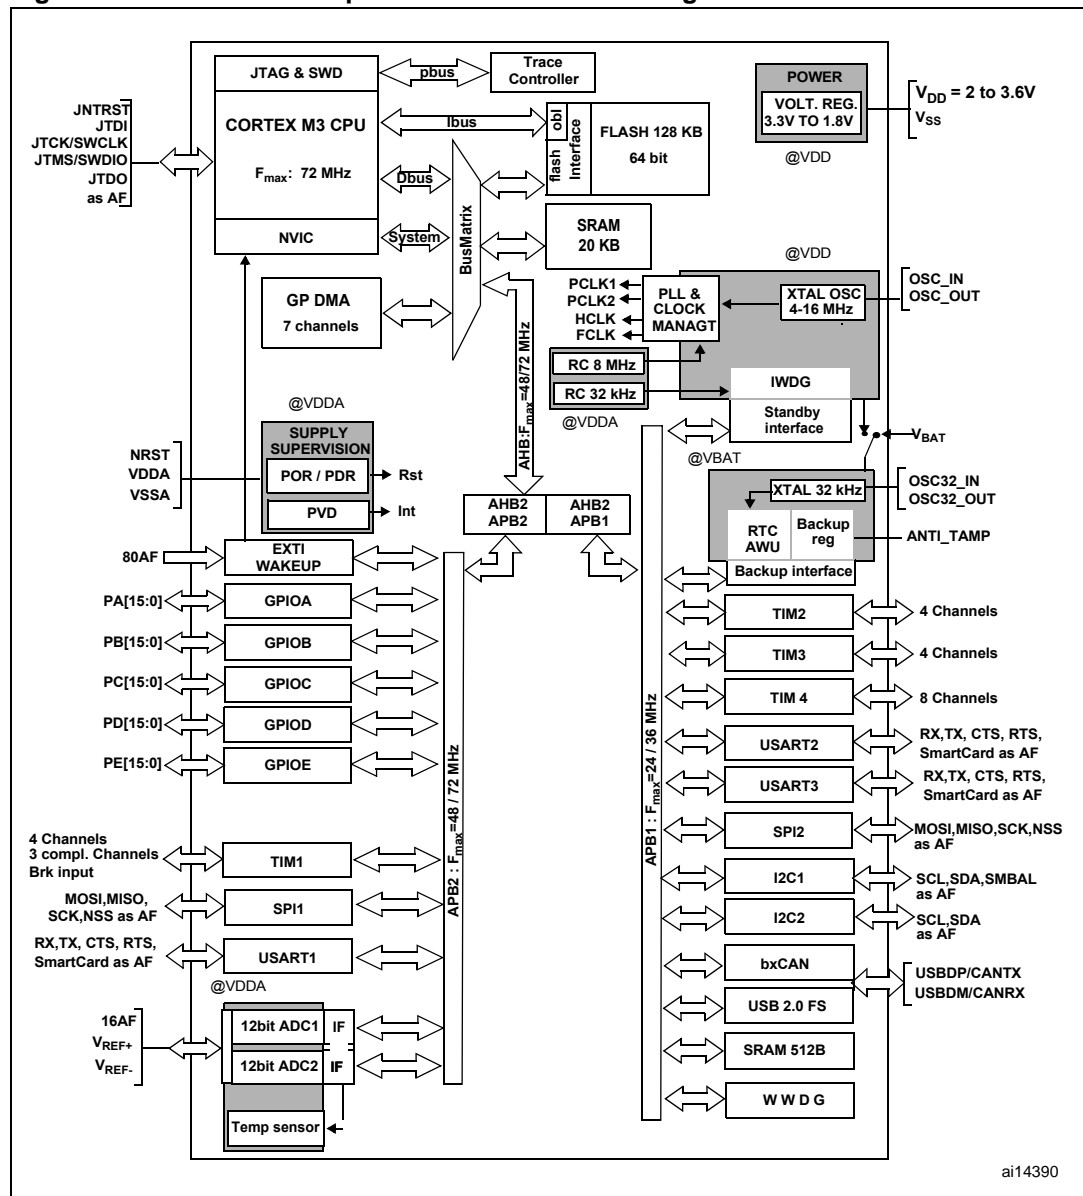 JTAG & SWD
pbus
Trace
Controller
POWER
VOLT. REG.
3.3V TO 1.8V
@VDD
VDD = 2 to 3.6V
VSS
JNTRST
JTDI
JTCK/SWCLK
JTMS/SWDIO
JTDO
as AF
CORTEX M3 CPU
Fmax: 72 MHz
NVIC
Ibus
Dbus
System
BusMatrix
flash obl
Interface
FLASH 128 KB
64 bit
SRAM
20 KB
GP DMA
7 channels
AHB:Fmax=48/72 MHz
@VDD
PCLK1
PCLK2
HCLK
FCLK
PLL &
CLOCK
MANAGT
XTAL OSC
4-16 MHz
OSC_IN
OSC_OUT
RC 8 MHz
RC 32 kHz
@VDDA
IWDG
Standby
interface
VBAT
@VBAT
XTAL 32 kHz
OSC32_IN
OSC32_OUT
RTC
AWU
Backup
reg
ANTI_TAMP
Backup interface
@VDDA
NRST
VDDA
VSSA
SUPPLY
SUPERVISION
POR / PDR
Rst
PVD
Int
AHB2
APB2
AHB2
APB1
80AF
EXTI
WAKEUP
PA[15:0]
GPIOA
PB[15:0]
GPIOB
PC[15:0]
GPIOC
PD[15:0]
GPIOD
PE[15:0]
GPIOE
4 Channels
3 compl. Channels
Brk input
TIM1
MOSI,MISO,
SCK,NSS as AF
SPI1
RX,TX, CTS, RTS,
SmartCard as AF
USART1
@VDDA
16AF
VREF+
VREF-
12bit ADC1
IF
12bit ADC2
IF
Temp sensor
APB2 : Fmax=48 / 72 MHz
APB1 : Fmax=24 / 36 MHz
TIM2
4 Channels
TIM3
4 Channels
TIM 4
8 Channels
USART2
RX,TX, CTS, RTS,
SmartCard as AF
USART3
RX,TX, CTS, RTS,
SmartCard as AF
SPI2
MOSI,MISO,SCK,NSS
as AF
I2C1
SCL,SDA,SMBAL
as AF
I2C2
SCL,SDA
as AF
bxCAN
USBDP/CANTX
USBDM/CANRX
USB 2.0 FS
SRAM 512B
W W D G
ai14390